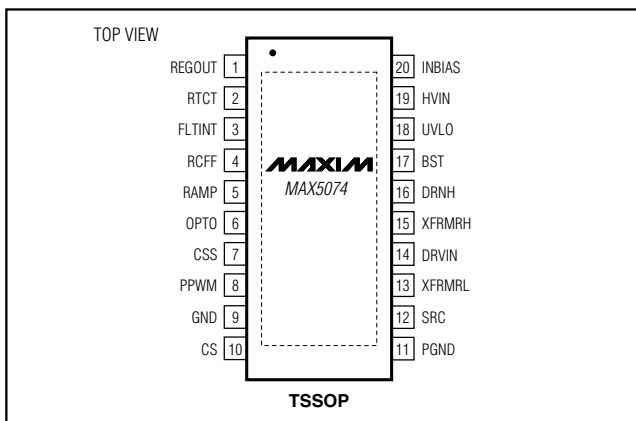 TOP VIEW
REGOUT 1
RTCT 2
FLTINT 3
RCFF 4
RAMP 5
OPTO 6
CSS 7
PPWM 8
GND 9
CS 10
MAXIM
MAX5074
20 INBIAS
19 HVIN
18 UVLO
17 BST
16 DRNH
15 XFRMRH
14 DRVIN
13 XFRMRL
12 SRC
11 PGND
TSSOP